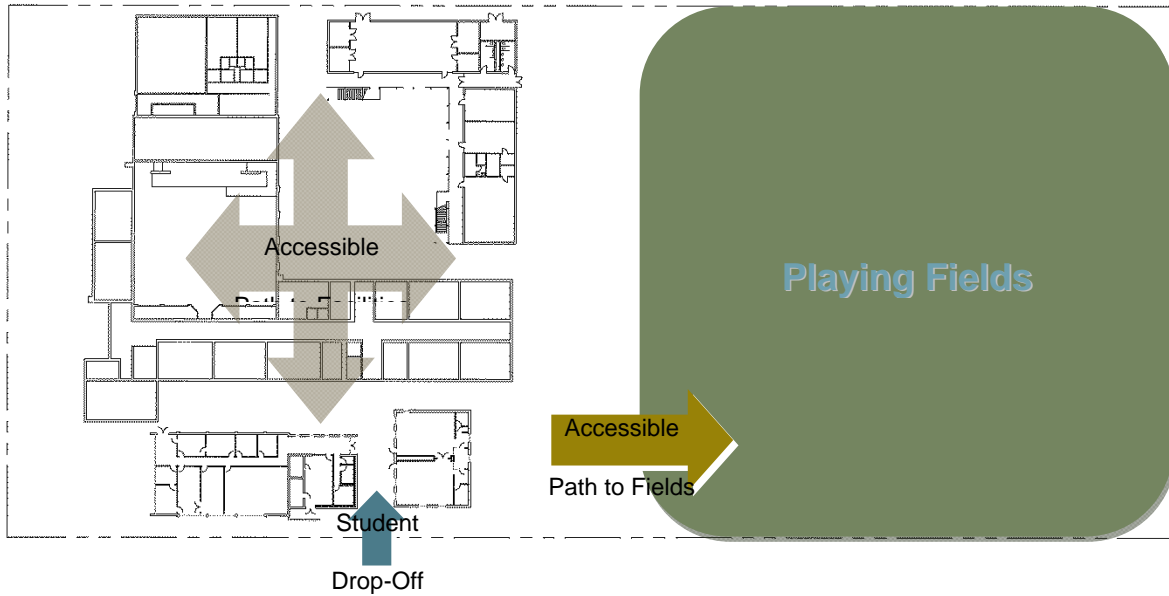 Accessible
Playing Fields
Accessible
Path to Fields
Student
Drop-Off